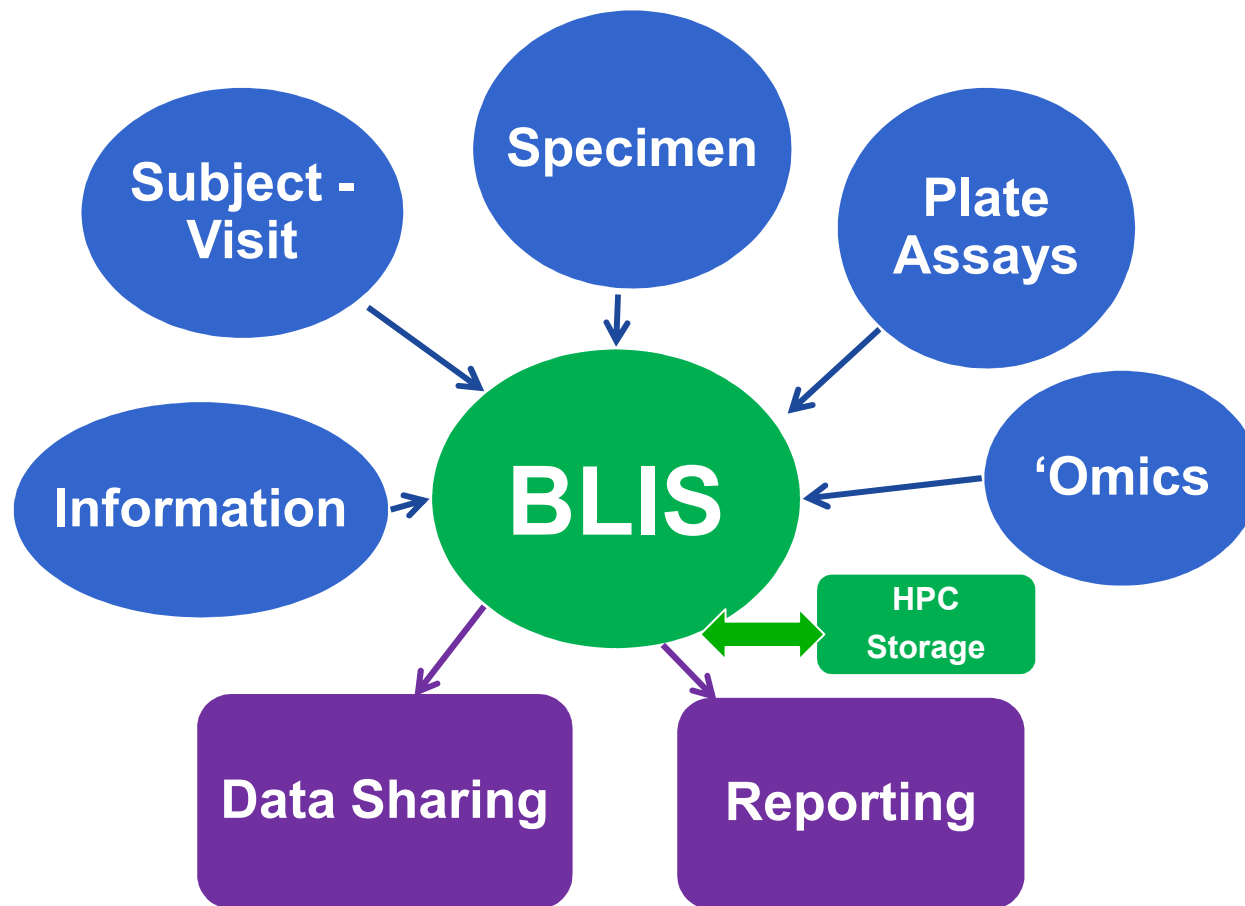 Specimen
Subject -
Visit
Plate
Assays
Information
BLIS
‘Omics
HPC
Storage
Data Sharing
Reporting